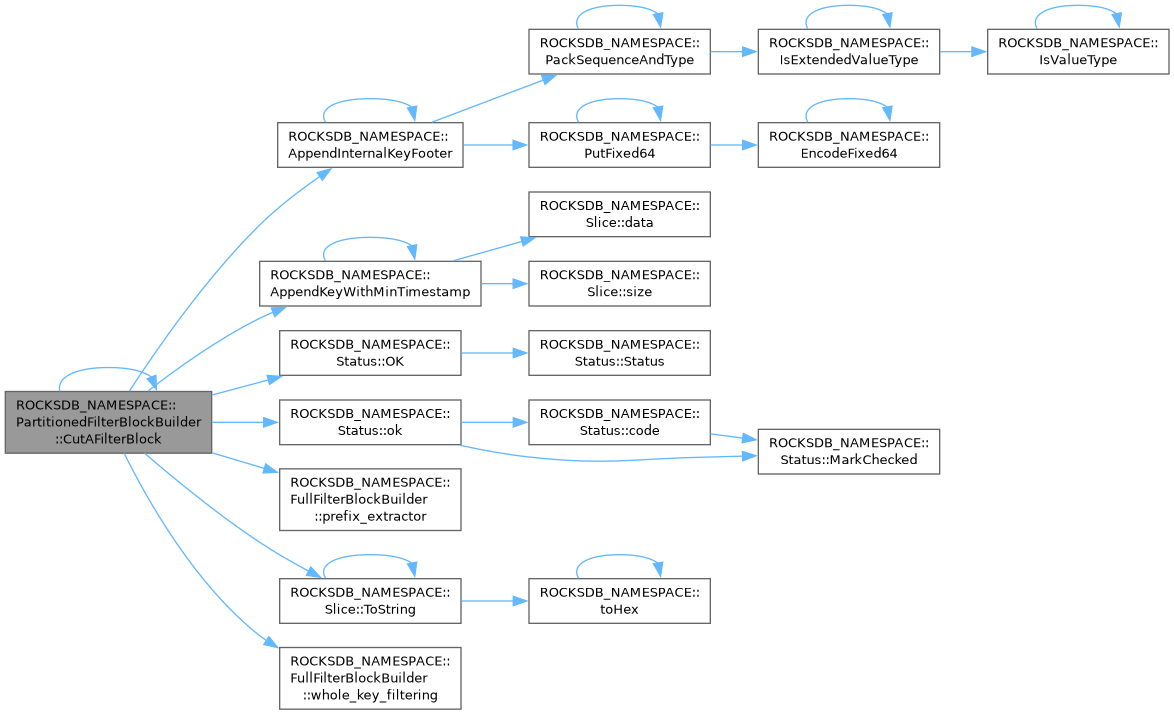 ROCKSDB_NAMESPACE::
PartitionedFilterBlockBuilder
::CutAFilterBlock
ROCKSDB_NAMESPACE::
AppendInternalKeyFooter
ROCKSDB_NAMESPACE::
PackSequenceAndType
ROCKSDB_NAMESPACE::
IsExtendedValueType
ROCKSDB_NAMESPACE::
IsValueType
ROCKSDB_NAMESPACE::
PutFixed64
ROCKSDB_NAMESPACE::
EncodeFixed64
ROCKSDB_NAMESPACE::
AppendKeyWithMinTimestamp
ROCKSDB_NAMESPACE::
Slice::data
ROCKSDB_NAMESPACE::
Slice::size
ROCKSDB_NAMESPACE::
Status::OK
ROCKSDB_NAMESPACE::
Status::Status
ROCKSDB_NAMESPACE::
Status::ok
ROCKSDB_NAMESPACE::
Status::code
ROCKSDB_NAMESPACE::
Status::MarkChecked
ROCKSDB_NAMESPACE::
FullFilterBlockBuilder
::prefix_extractor
ROCKSDB_NAMESPACE::
Slice::ToString
ROCKSDB_NAMESPACE::
toHex
ROCKSDB_NAMESPACE::
FullFilterBlockBuilder
::whole_key_filtering